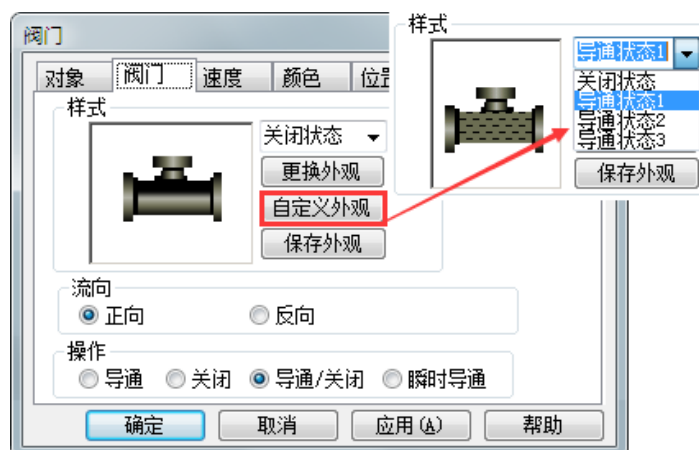 阀门
对象 阀门 速度 颜色 位
样式
关闭状态
更换外观
自定义外观
保存外观
流向
正向 反向
操作
导通 关闭 导通/关闭 瞬时导通
确定 取消 应用(A) 帮助
样式
导通状态1
关闭状态
导通状态1
导通状态2
导通状态3
保存外观